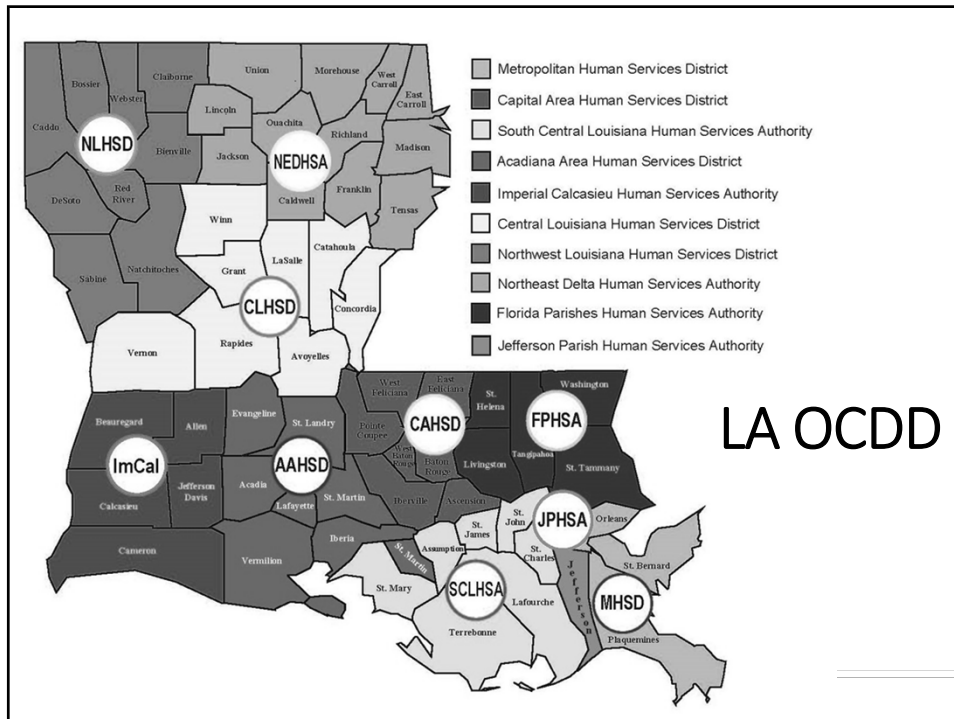 Metropolitan Human Services District
Capital Area Human Services District
South Central Louisiana Human Services Authority
Acadiana Area Human Services District
Imperial Calcasieu Human Services Authority
Central Louisiana Human Services District
Northwest Louisiana Human Services District
Northeast Delta Human Services Authority
Florida Parishes Human Services Authority
Jefferson Parish Human Services Authority
LA OCDD
Union
Morehouse
West
Carroll
East
Carroll
Claiborne
Bossier
Webster
Lincoln
Ouachita
Richland
Madison
Caddo
NLHSD
Bienville
Jackson
NEDHSA
Franklin
Caldwell
Tensas
DeSoto
Red
River
Winn
Catahoula
LaSalle
Natchitoches
Sabine
Grant
CLHSD
Concordia
Vernon
Rapides
Avoyelles
West
Feliciana
East
Feliciana
St.
Helena
Washington
Beauregard
Allen
Evangeline
St. Landry
Pointe
Coupee
CAHSD
FPHSA
West
Baton
Rouge
Baton
Rouge
Livingston
Tangipahoa
St. Tammany
ImCal
AAHSD
Calcasieu
Jefferson
Davis
Acadia
Lafayette
St. Martin
Iberville
Ascension
Cameron
Vermilion
Iberia
St. Martin
Assumption
St.
James
St.
John
JPHSA
Orleans
St.
Charles
St. Bernard
St. Mary
SCLHSA
Lafourche
Jefferson
MHSD
Terrebonne
Plaquemines